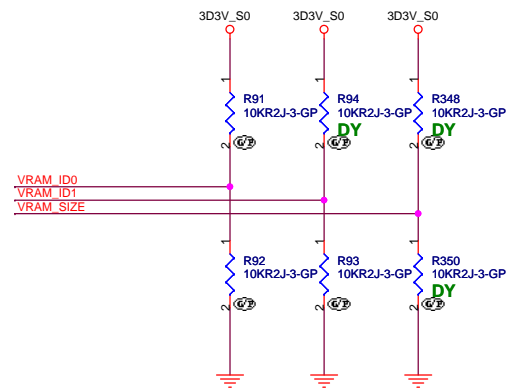 3D3V_S0 3D3V_S0 3D3V_S0
1 1 1
R91 R94 R348
10KR2J-3-GP 10KR2J-3-GP 10KR2J-3-GP
DY DY
2 G/P 2 G/P 2 G/P
VRAM_ID0
VRAM_ID1
VRAM_SIZE
1 1 1
R92 R93 R350
10KR2J-3-GP 10KR2J-3-GP 10KR2J-3-GP
DY
2 G/P 2 G/P 2 G/P